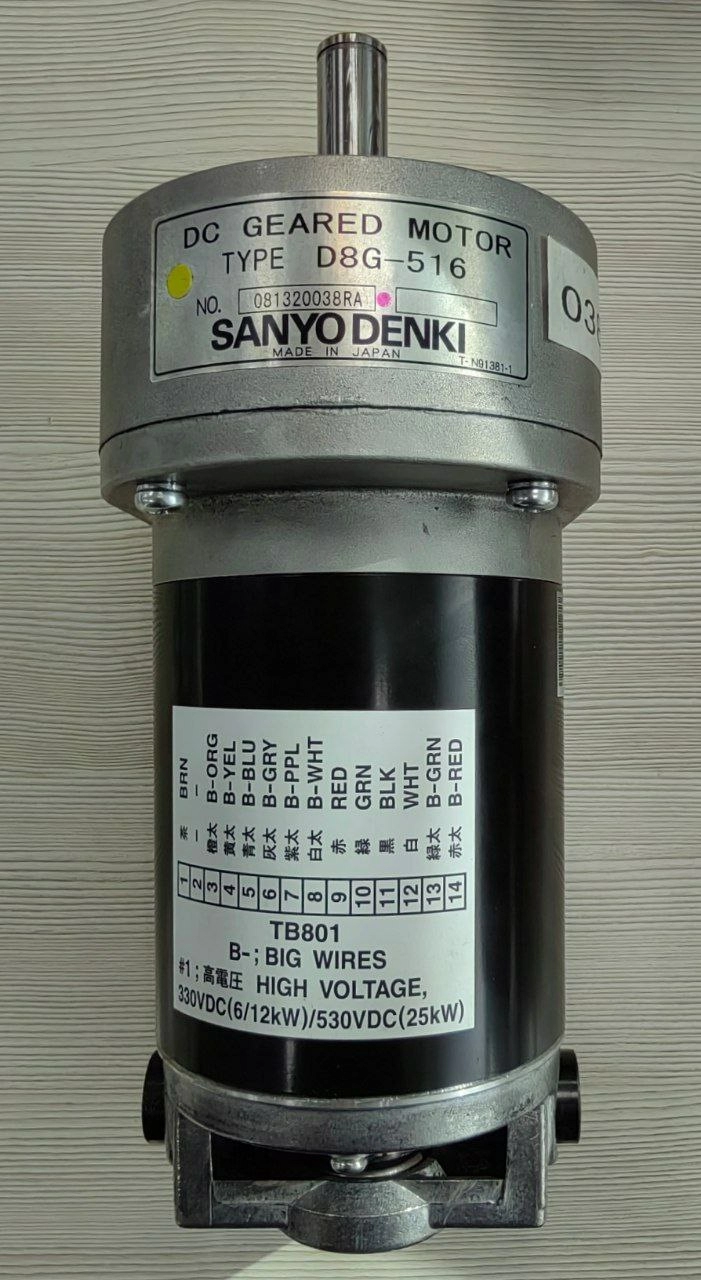 DC GEARED MOTOR
TYPE D8G-516
NO. 081320038RA
SANYO DENKI
MADE IN JAPAN
T-N91381-1
1 茶 BRN
2 — —
3 橙太 B-ORG
4 黄太 B-YEL
5 青太 B-BLU
6 灰太 B-GRY
7 紫太 B-PPL
8 白太 B-WHT
9 赤 RED
10 緑 GRN
11 黒 BLK
12 白 WHT
13 緑太 B-GRN
14 赤太 B-RED
TB801
B-; BIG WIRES
#1; 高電圧 HIGH VOLTAGE,
330VDC(6/12kW)/530VDC(25kW)